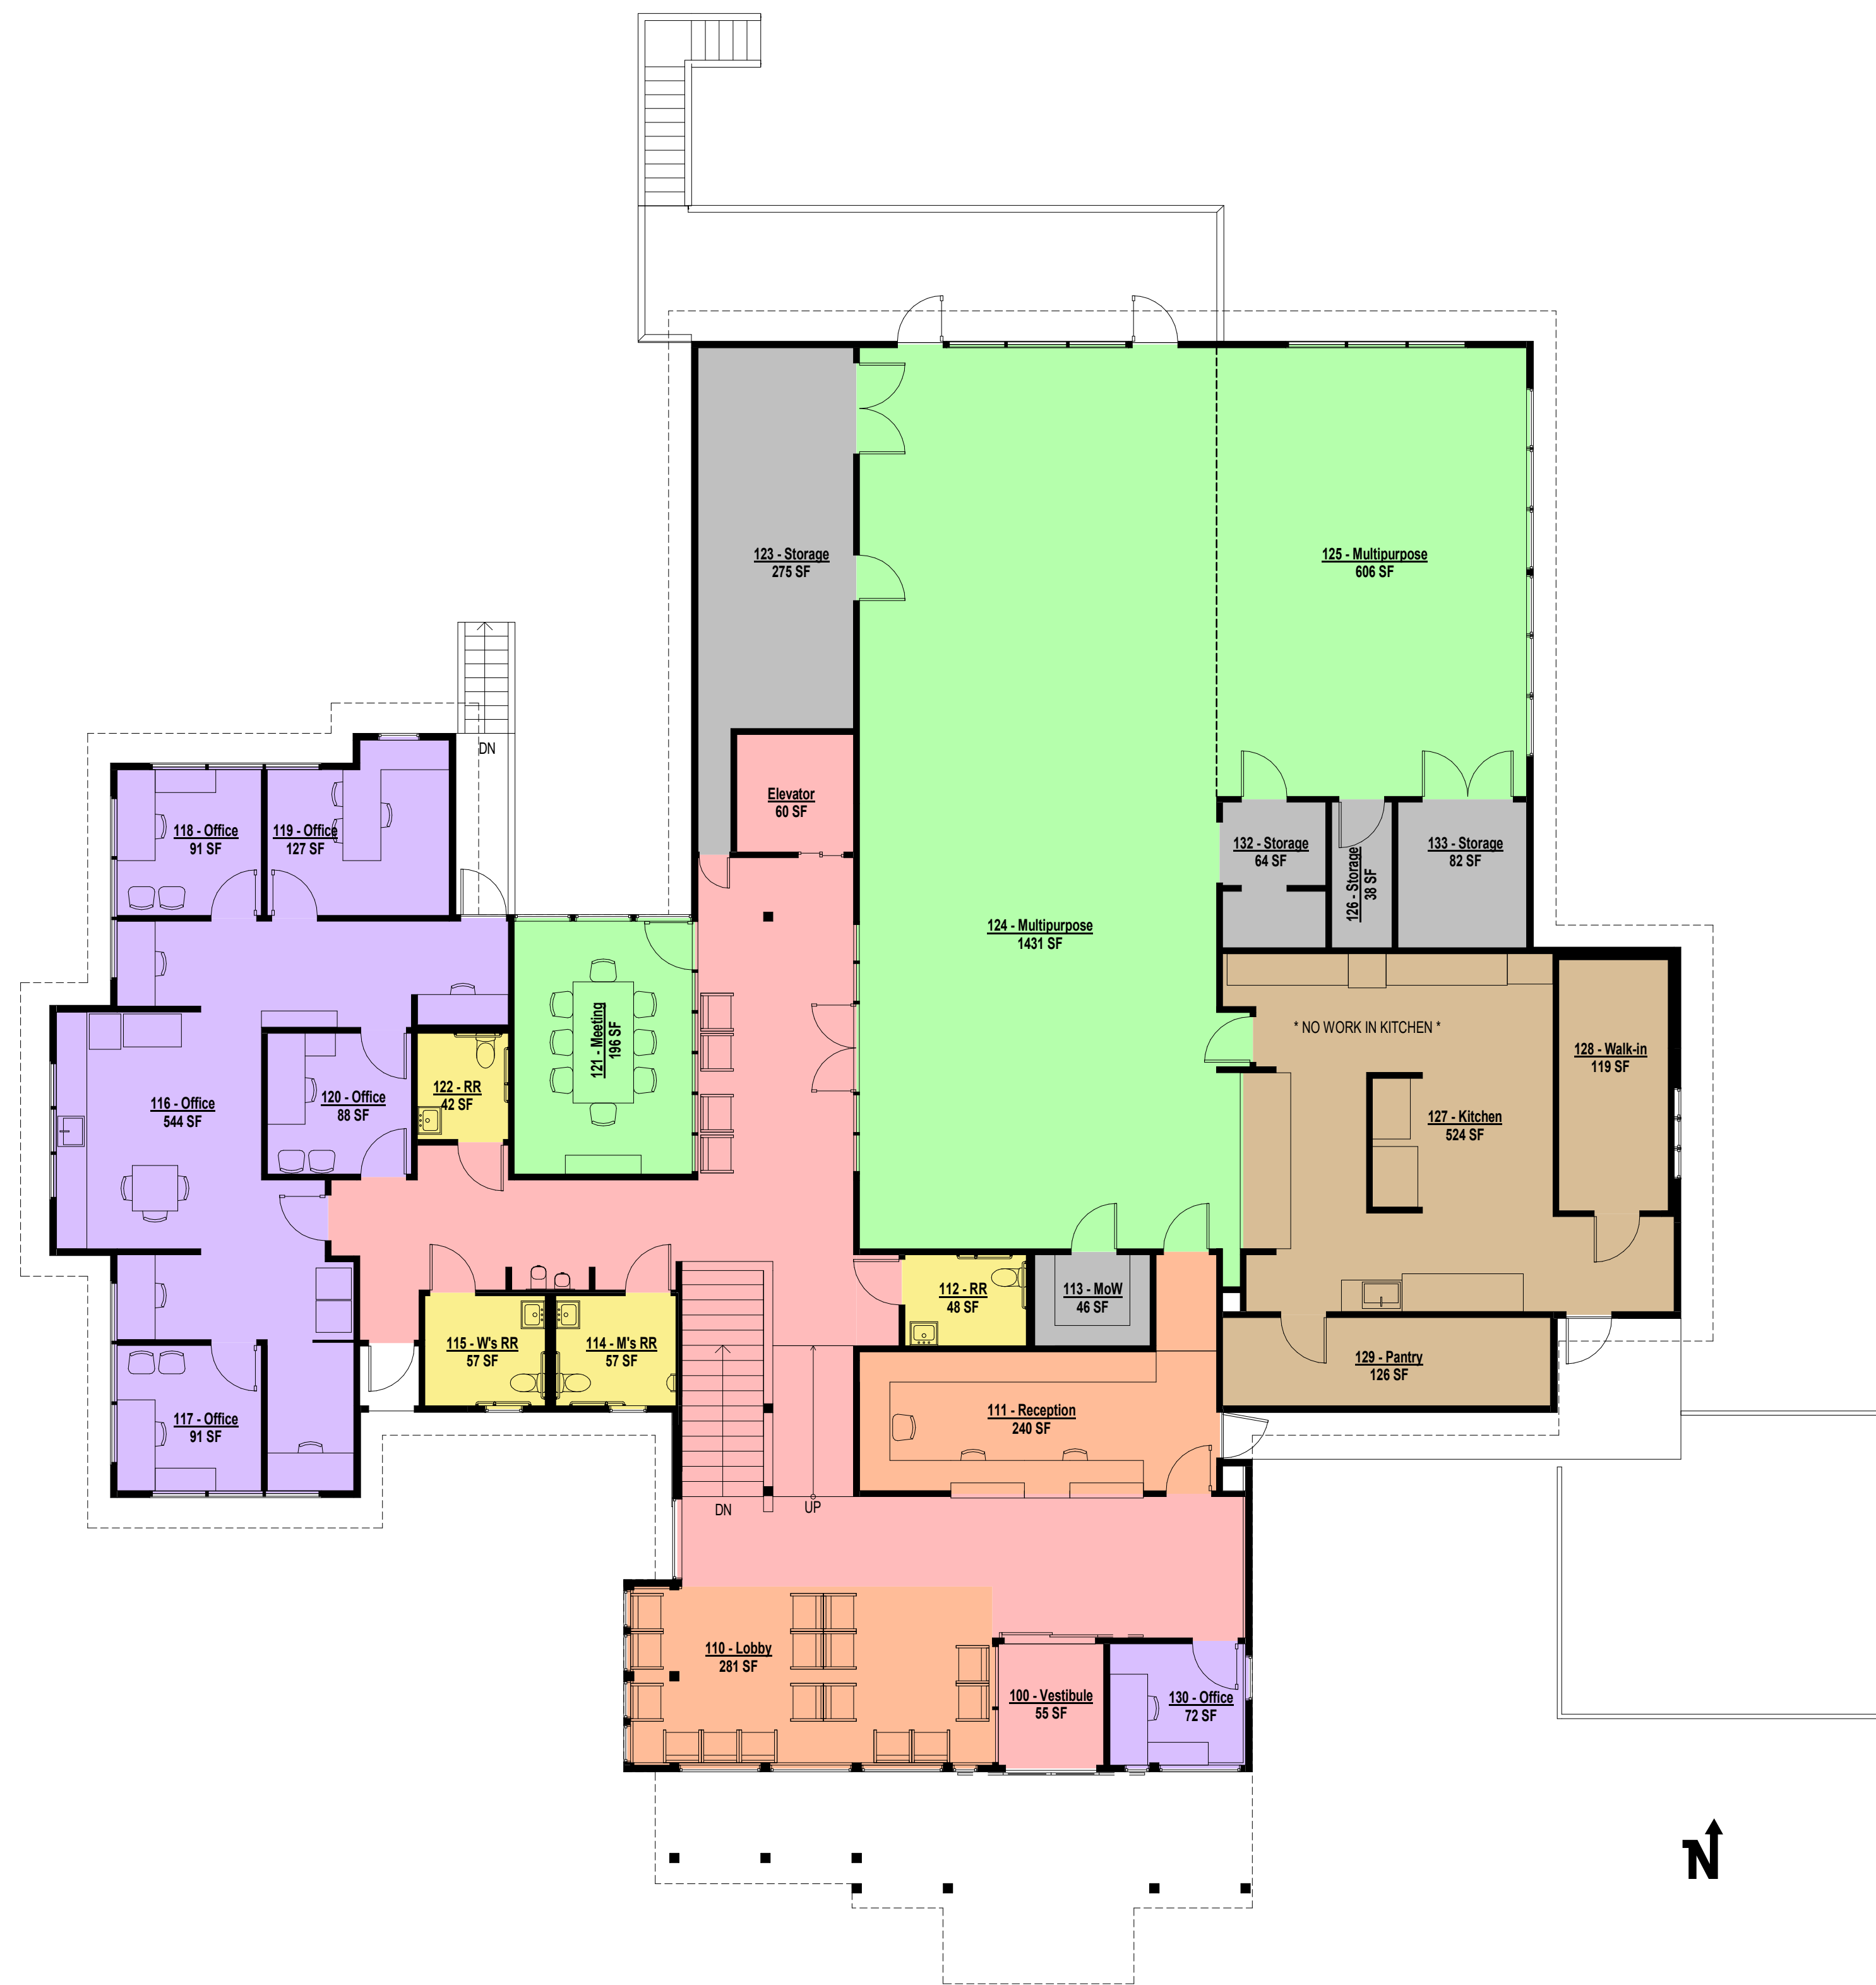 123 - Storage
275 SF
125 - Multipurpose
606 SF
DN
Elevator
60 SF
118 - Office
91 SF
119 - Office
127 SF
132 - Storage
64 SF
126 - Storage
38 SF
133 - Storage
82 SF
124 - Multipurpose
1431 SF
* NO WORK IN KITCHEN *
121 - Meeting
196 SF
128 - Walk-in
119 SF
122 - RR
42 SF
120 - Office
88 SF
116 - Office
544 SF
127 - Kitchen
524 SF
112 - RR
48 SF
113 - MoW
46 SF
115 - W's RR
57 SF
114 - M's RR
57 SF
129 - Pantry
126 SF
117 - Office
91 SF
111 - Reception
240 SF
DN
UP
110 - Lobby
281 SF
100 - Vestibule
55 SF
130 - Office
72 SF
N